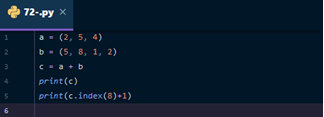 72-.py ×
1 a = (2, 5, 4)
2 b = (5, 8, 1, 2)
3 c = a + b
4 print(c)
5 print(c.index(8)+1)
6